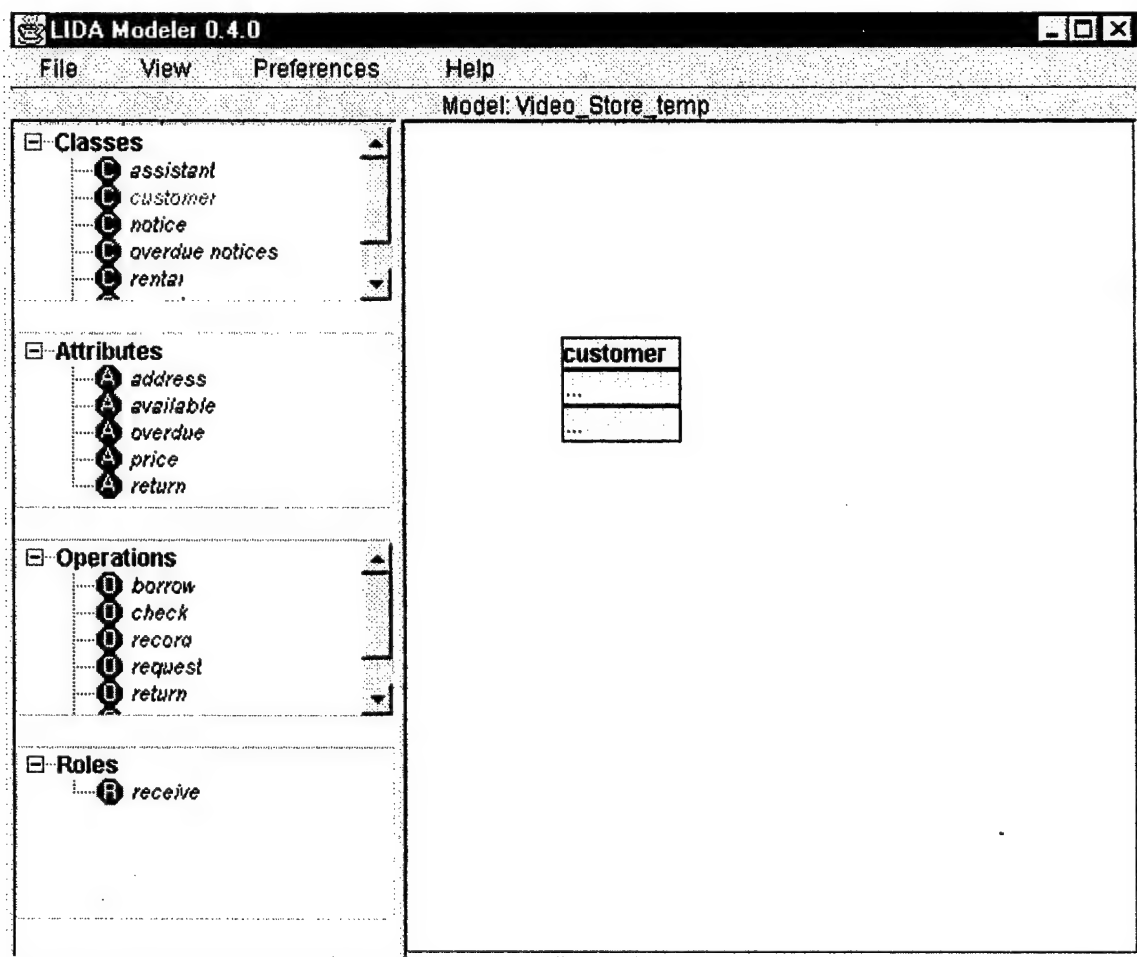 LIDA Modeler 0.4.0
File View Preferences Help
Model: Video_Store_temp
Classes
C assistant
C customer
C notice
C overdue notices
C rental
Attributes
A address
A available
A overdue
A price
A return
Operations
O borrow
O check
O record
O request
O return
Roles
R receive
customer
...
...